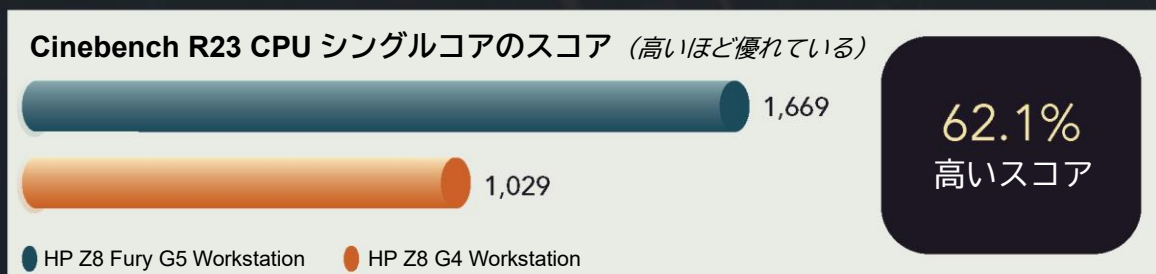 Cinebench R23 CPU シングルコアのスコア（高いほど優れている）
1,669
62.1%
高いスコア
1,029
HP Z8 Fury G5 Workstation HP Z8 G4 Workstation